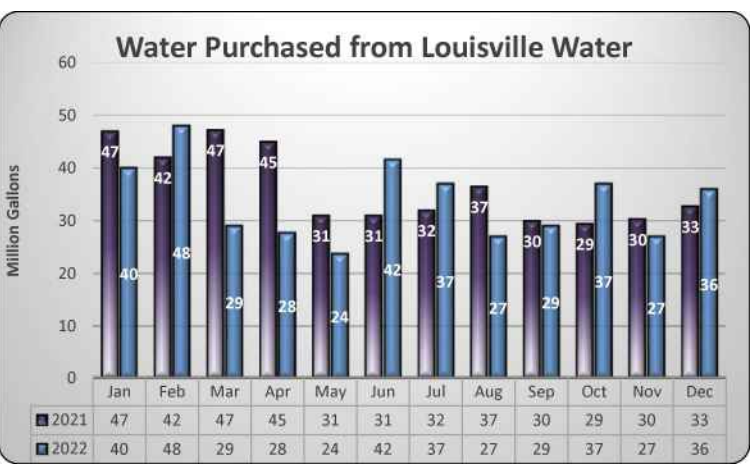 Water Purchased from Louisville Water
Million Gallons
60
50
40
30
20
10
0
47 40 42 48 47 29 45 28 31 24 31 42 32 37 37 27 30 29 29 37 30 27 33 36
Jan Feb Mar Apr May Jun Jul Aug Sep Oct Nov Dec
2021 47 42 47 45 31 31 32 37 30 29 30 33
2022 40 48 29 28 24 42 37 27 29 37 27 36